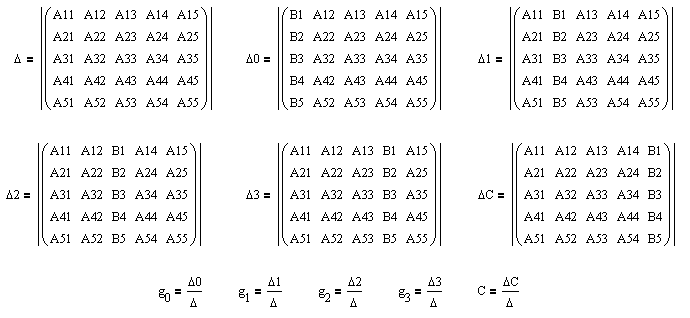 A11 A12 A13 A14 A15 B1 A12 A13 A14 A15 A11 B1 A13 A14 A15
A21 A22 A23 A24 A25 B2 A22 A23 A24 A25 A21 B2 A23 A24 A25
Δ = A31 A32 A33 A34 A35 Δ0 = B3 A32 A33 A34 A35 Δ1 = A31 B3 A33 A34 A35
A41 A42 A43 A44 A45 B4 A42 A43 A44 A45 A41 B4 A43 A44 A45
A51 A52 A53 A54 A55 B5 A52 A53 A54 A55 A51 B5 A53 A54 A55
A11 A12 B1 A14 A15 A11 A12 A13 B1 A15 A11 A12 A13 A14 B1
A21 A22 B2 A24 A25 A21 A22 A23 B2 A25 A21 A22 A23 A24 B2
Δ2 = A31 A32 B3 A34 A35 Δ3 = A31 A32 A33 B3 A35 ΔC = A31 A32 A33 A34 B3
A41 A42 B4 A44 A45 A41 A42 A43 B4 A45 A41 A42 A43 A44 B4
A51 A52 B5 A54 A55 A51 A52 A53 B5 A55 A51 A52 A53 A54 B5
g0 = Δ0/Δ g1 = Δ1/Δ g2 = Δ2/Δ g3 = Δ3/Δ C = ΔC/Δ